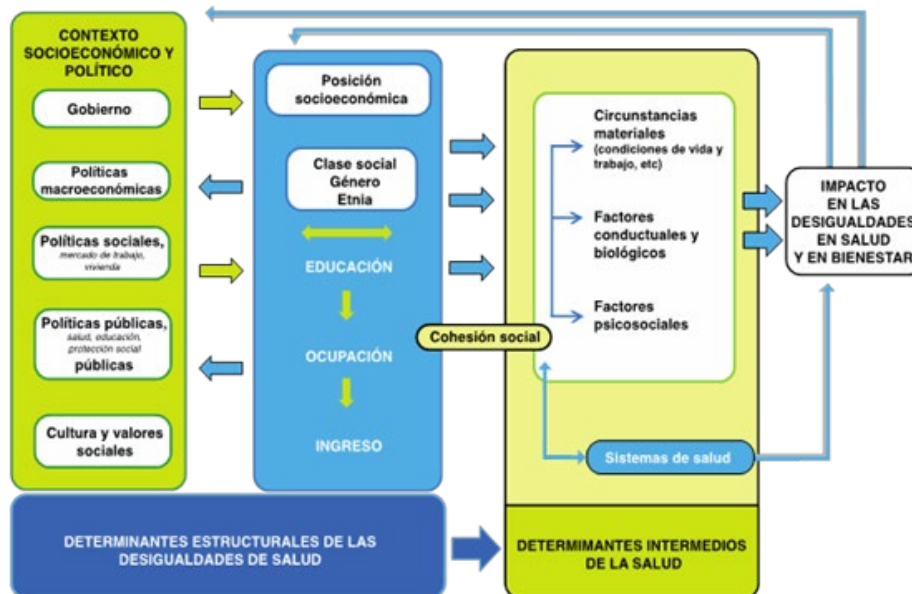 CONTEXTO
SOCIOECONÓMICO Y
POLÍTICO
Gobierno
Políticas
macroeconómicas
Políticas sociales,
mercado de trabajo,
vivienda
Políticas públicas,
salud, educación,
protección social
públicas
Cultura y valores
sociales
Posición
socioeconómica
Clase social
Género
Etnia
EDUCACIÓN
OCUPACIÓN
INGRESO
Cohesión social
Circunstancias
materiales
(condiciones de vida y
trabajo, etc)
Factores
conductuales y
biológicos
Factores
psicosociales
Sistemas de salud
IMPACTO
EN LAS
DESIGUALDADES
EN SALUD
Y EN BIENESTAR
DETERMINANTES ESTRUCTURALES DE LAS
DESIGUALDADES DE SALUD
DETERMIMANTES INTERMEDIOS
DE LA SALUD